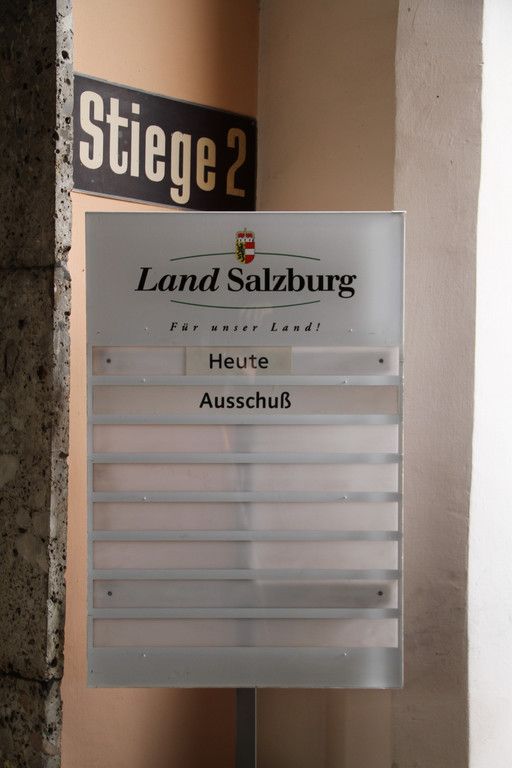 Stiege 2
Land Salzburg
Für unser Land!
Heute
Ausschuß